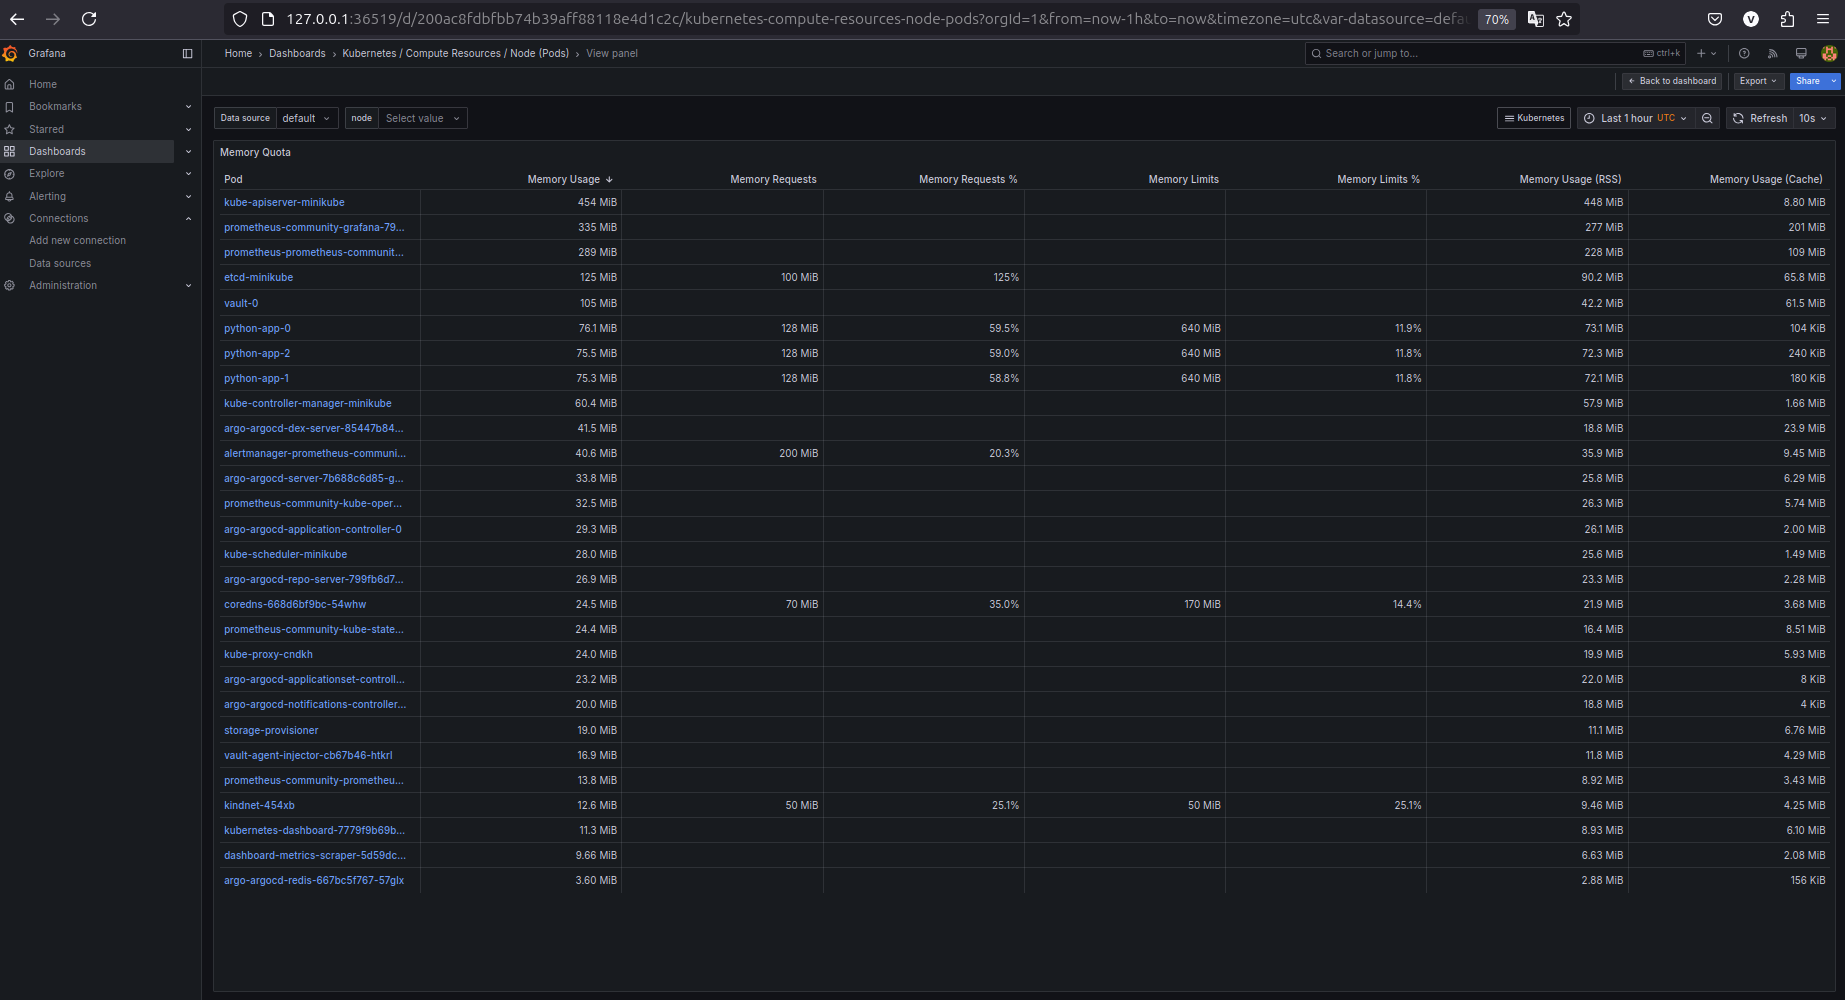 127.0.0.1:36519/d/200ac8fdbfbb74b39aff88118e4d1c2c/kubernetes-compute-resources-node-pods?orgId=1&from=now-1h&to=now&timezone=utc&var-datasource=defau 70%
Grafana
Home › Dashboards › Kubernetes / Compute Resources / Node (Pods) › View panel
Search or jump to... ctrl+k
Back to dashboard Export Share
Home
Bookmarks
Starred
Dashboards
Explore
Alerting
Connections
Add new connection
Data sources
Administration
Data source default node Select value Kubernetes Last 1 hour UTC Refresh 10s
Memory Quota
Pod Memory Usage Memory Requests Memory Requests % Memory Limits Memory Limits % Memory Usage (RSS) Memory Usage (Cache)
kube-apiserver-minikube 454 MiB 448 MiB 8.80 MiB
prometheus-community-grafana-79... 335 MiB 277 MiB 201 MiB
prometheus-prometheus-communit... 289 MiB 228 MiB 109 MiB
etcd-minikube 125 MiB 100 MiB 125% 90.2 MiB 65.8 MiB
vault-0 105 MiB 42.2 MiB 61.5 MiB
python-app-0 76.1 MiB 128 MiB 59.5% 640 MiB 11.9% 73.1 MiB 104 KiB
python-app-2 75.5 MiB 128 MiB 59.0% 640 MiB 11.8% 72.3 MiB 240 KiB
python-app-1 75.3 MiB 128 MiB 58.8% 640 MiB 11.8% 72.1 MiB 180 KiB
kube-controller-manager-minikube 60.4 MiB 57.9 MiB 1.66 MiB
argo-argocd-dex-server-85447b84... 41.5 MiB 18.8 MiB 23.9 MiB
alertmanager-prometheus-communi... 40.6 MiB 200 MiB 20.3% 35.9 MiB 9.45 MiB
argo-argocd-server-7b688c6d85-g... 33.8 MiB 25.8 MiB 6.29 MiB
prometheus-community-kube-oper... 32.5 MiB 26.3 MiB 5.74 MiB
argo-argocd-application-controller-0 29.3 MiB 26.1 MiB 2.00 MiB
kube-scheduler-minikube 28.0 MiB 25.6 MiB 1.49 MiB
argo-argocd-repo-server-799fb6d7... 26.9 MiB 23.3 MiB 2.28 MiB
coredns-668d6bf9bc-54whw 24.5 MiB 70 MiB 35.0% 170 MiB 14.4% 21.9 MiB 3.68 MiB
prometheus-community-kube-state... 24.4 MiB 16.4 MiB 8.51 MiB
kube-proxy-cndkh 24.0 MiB 19.9 MiB 5.93 MiB
argo-argocd-applicationset-controll... 23.2 MiB 22.0 MiB 8 KiB
argo-argocd-notifications-controller... 20.0 MiB 18.8 MiB 4 KiB
storage-provisioner 19.0 MiB 11.1 MiB 6.76 MiB
vault-agent-injector-cb67b46-htkrl 16.9 MiB 11.8 MiB 4.29 MiB
prometheus-community-prometheu... 13.8 MiB 8.92 MiB 3.43 MiB
kindnet-454xb 12.6 MiB 50 MiB 25.1% 50 MiB 25.1% 9.46 MiB 4.25 MiB
kubernetes-dashboard-7779f9b69b... 11.3 MiB 8.93 MiB 6.10 MiB
dashboard-metrics-scraper-5d59dc... 9.66 MiB 6.63 MiB 2.08 MiB
argo-argocd-redis-667bc5f767-57glx 3.60 MiB 2.88 MiB 156 KiB